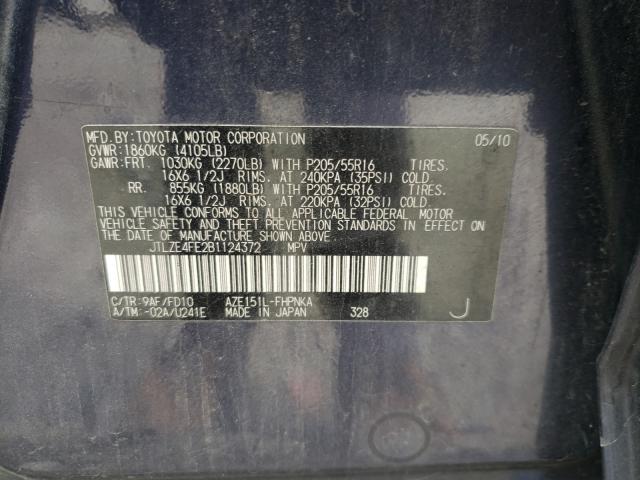 MFD.BY:TOYOTA MOTOR CORPORATION 05/10
GVWR:1860KG (4105LB)
GAWR:FRT. 1030KG (2270LB) WITH P205/55R16 TIRES.
16X6 1/2J RIMS. AT 240KPA (35PSI) COLD.
RR. 855KG (1880LB) WITH P205/55R16 TIRES.
16X6 1/2J RIMS. AT 220KPA (32PSI) COLD.
THIS VEHICLE CONFORMS TO ALL APPLICABLE FEDERAL MOTOR
VEHICLE SAFETY AND THEFT PREVENTION STANDARDS IN EFFECT ON
THE DATE OF MANUFACTURE SHOWN ABOVE.
JTLZE4FE2B1124372 MPV
C/TR:9AF/FD10 AZE151L-FHPNKA
A/TM:-02A/U241E MADE IN JAPAN 328 J